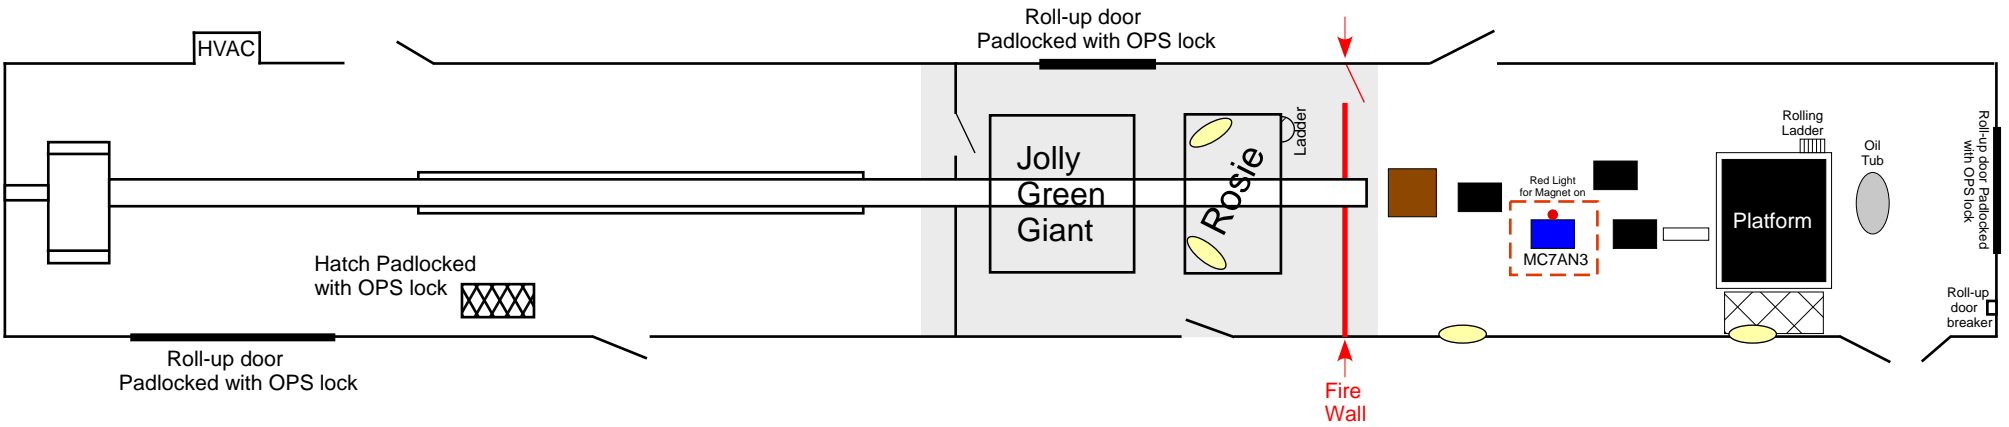 Roll-up door
Padlocked with OPS lock
HVAC
Jolly
Green
Giant
Rosie
Ladder
Hatch Padlocked
with OPS lock
Roll-up door
Padlocked with OPS lock
Fire
Wall
Red Light
for Magnet on
MC7AN3
Rolling
Ladder
Platform
Oil
Tub
Roll-up door Padlocked
with OPS lock
Roll-up
door
breaker